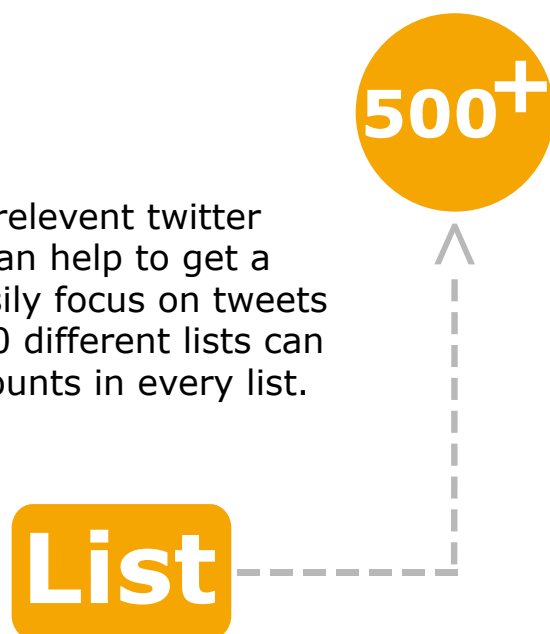 500+
relevent twitter
an help to get a
sily focus on tweets
0 different lists can
ounts in every list.
List